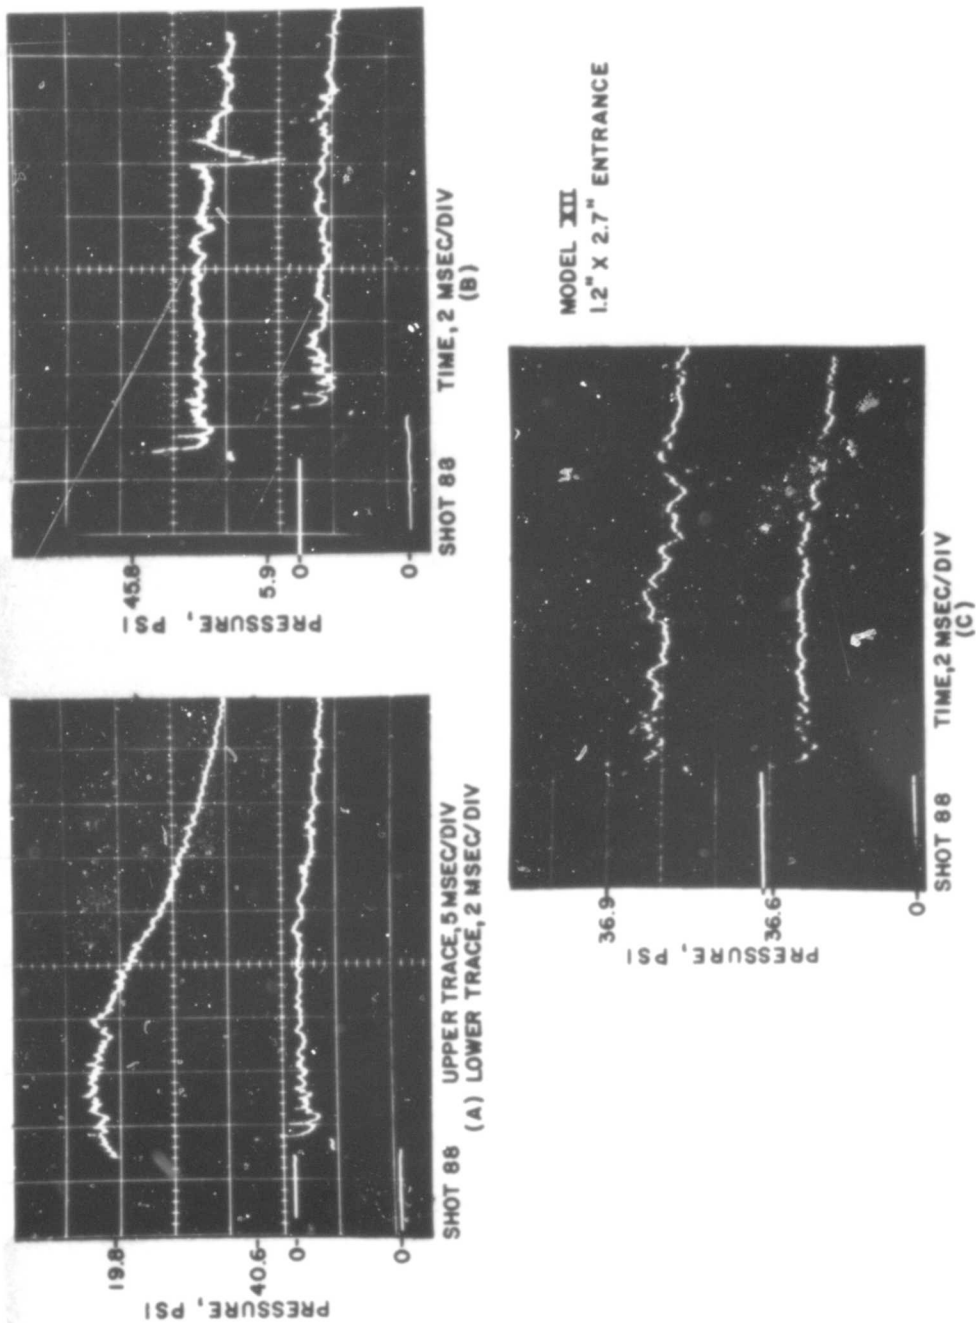 PRESSURE, PSI
19.8
40.6
0
0
SHOT 88 UPPER TRACE, 5 MSEC/DIV
(A) LOWER TRACE, 2 MSEC/DIV
PRESSURE, PSI
45.8
5.9
0
0
SHOT 88 TIME, 2 MSEC/DIV
(B)
PRESSURE, PSI
36.9
36.6
0
SHOT 88 TIME, 2 MSEC/DIV
(C)
MODEL XII
1.2" X 2.7" ENTRANCE